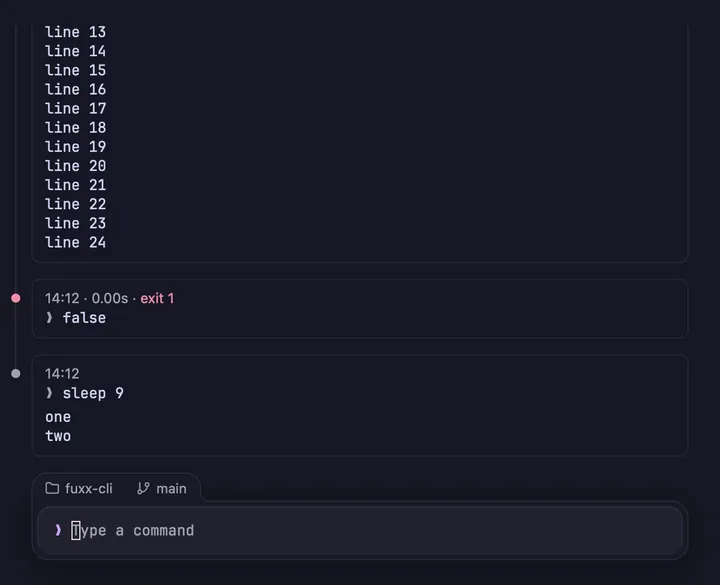 line 13
line 14
line 15
line 16
line 17
line 18
line 19
line 20
line 21
line 22
line 23
line 24
14:12 · 0.00s · exit 1
❯ false
14:12
❯ sleep 9
one
two
fuxx-cli main
❯ Type a command